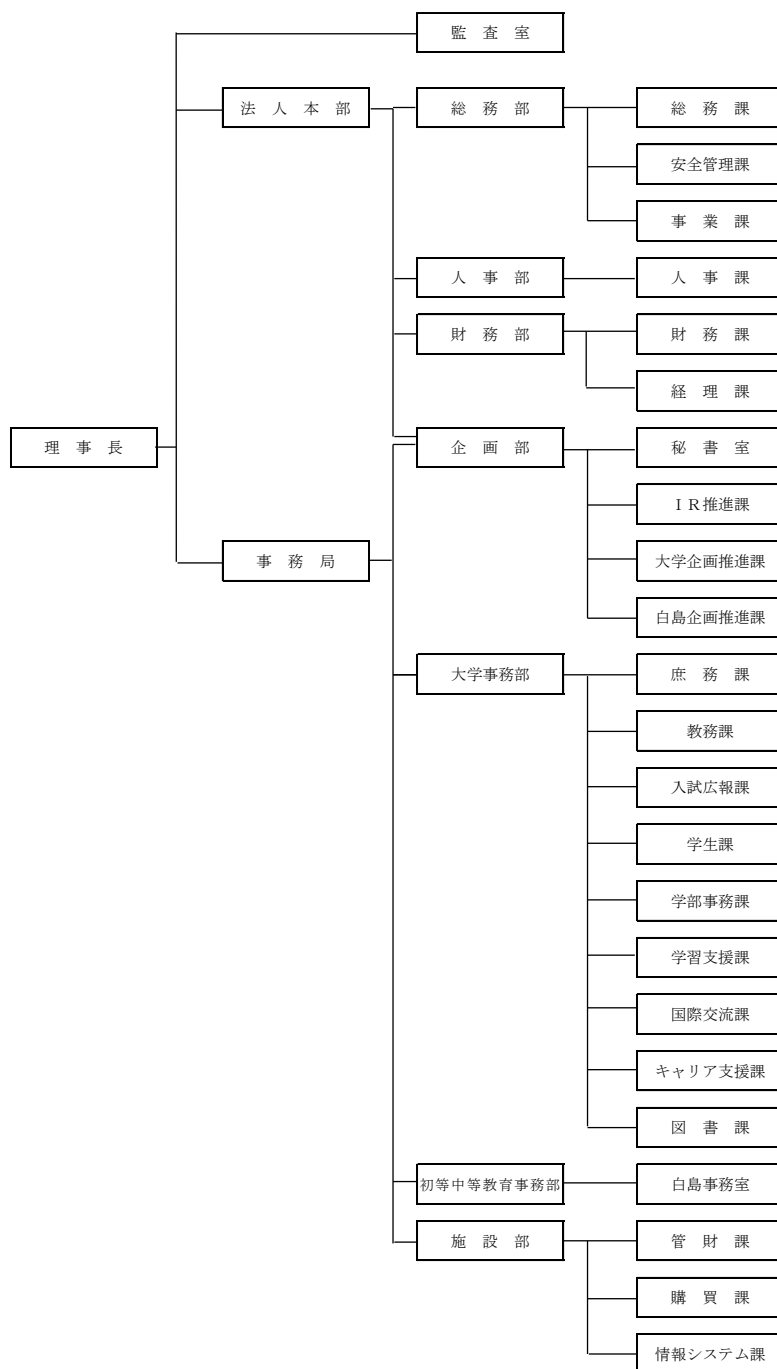 監　査　室
法　人　本　部
総　務　部
総　務　課
安全管理課
事　業　課
人　事　部
人　事　課
財　務　部
財　務　課
経　理　課
理　事　長
企　画　部
秘　書　室
ＩＲ推進課
事　務　局
大学企画推進課
白島企画推進課
大学事務部
庶　務　課
教務課
入試広報課
学生課
学部事務課
学習支援課
国際交流課
キャリア支援課
図　書　課
初等中等教育事務部
白島事務室
施　設　部
管　財　課
購　買　課
情報システム課